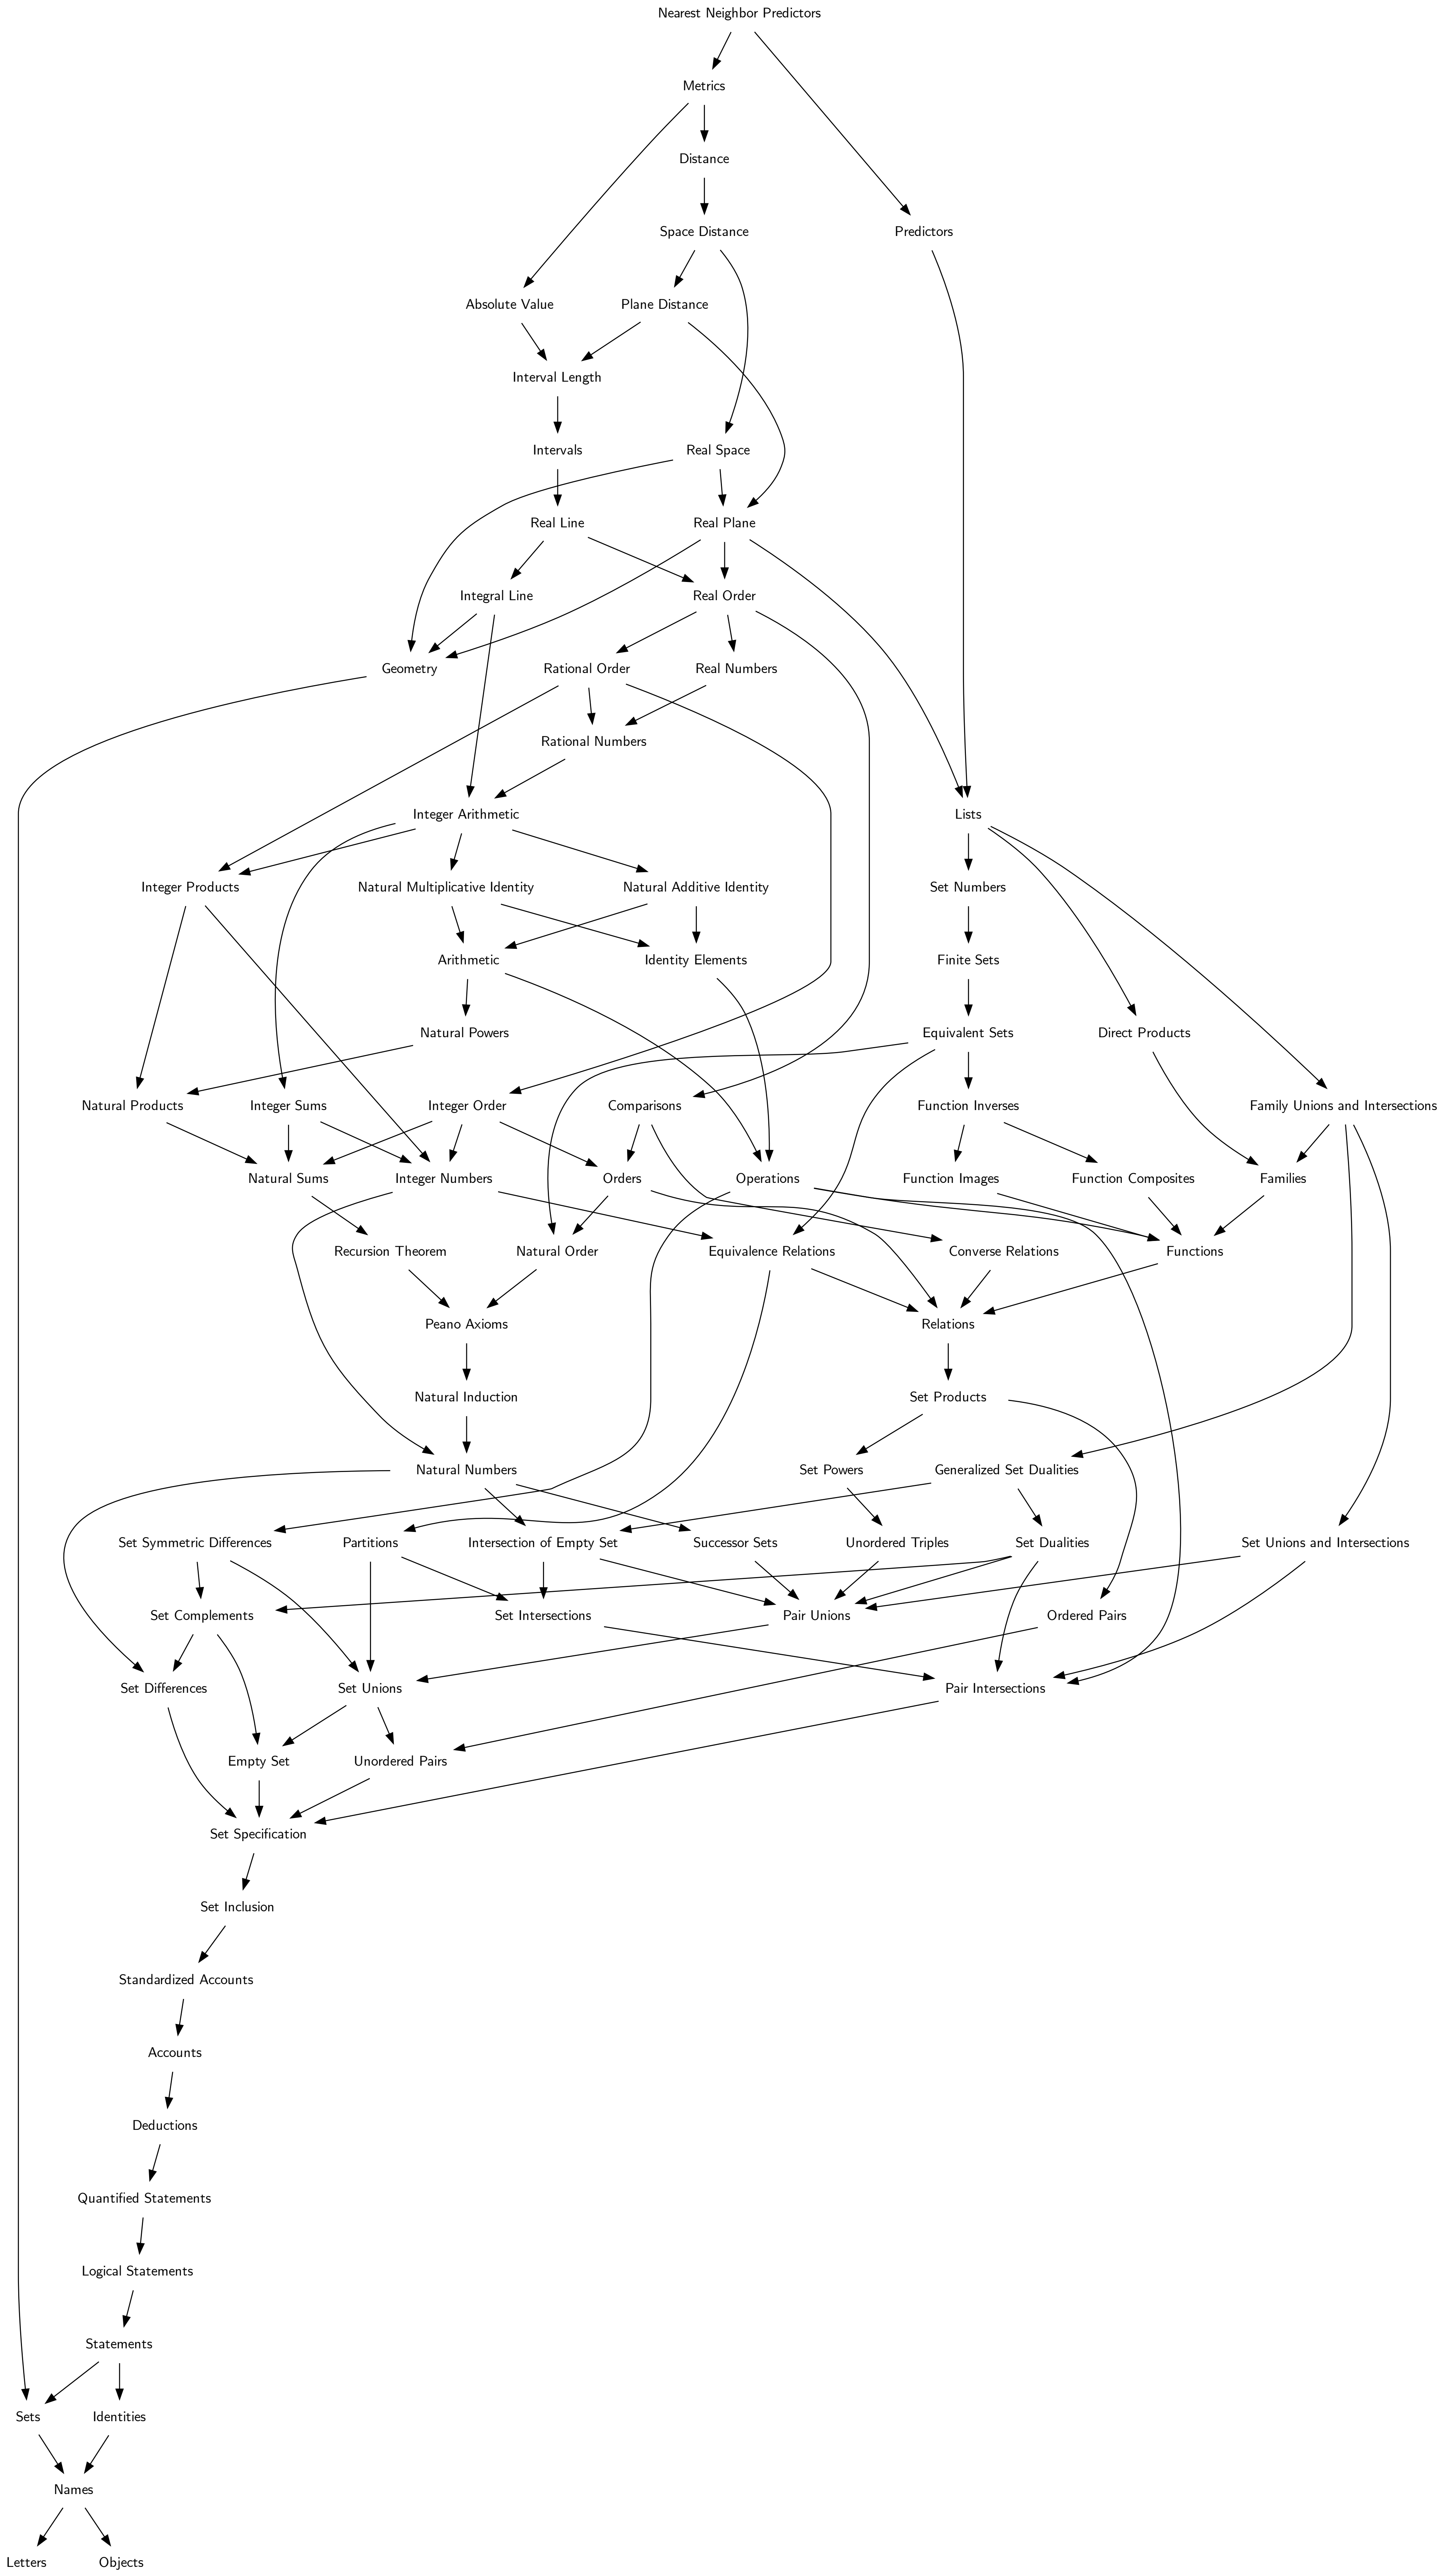 Nearest Neighbor Predictors
Metrics
Distance
Space Distance
Predictors
Absolute Value
Plane Distance
Interval Length
Intervals
Real Space
Real Line
Real Plane
Integral Line
Real Order
Geometry
Rational Order
Real Numbers
Rational Numbers
Integer Arithmetic
Lists
Integer Products
Natural Multiplicative Identity
Natural Additive Identity
Set Numbers
Arithmetic
Identity Elements
Finite Sets
Natural Powers
Equivalent Sets
Direct Products
Natural Products
Integer Sums
Integer Order
Comparisons
Function Inverses
Family Unions and Intersections
Natural Sums
Integer Numbers
Orders
Operations
Function Images
Function Composites
Families
Recursion Theorem
Natural Order
Equivalence Relations
Converse Relations
Functions
Peano Axioms
Relations
Natural Induction
Set Products
Natural Numbers
Set Powers
Generalized Set Dualities
Set Symmetric Differences
Partitions
Intersection of Empty Set
Successor Sets
Unordered Triples
Set Dualities
Set Unions and Intersections
Set Complements
Set Intersections
Pair Unions
Ordered Pairs
Set Differences
Set Unions
Pair Intersections
Empty Set
Unordered Pairs
Set Specification
Set Inclusion
Standardized Accounts
Accounts
Deductions
Quantified Statements
Logical Statements
Statements
Sets
Identities
Names
Letters
Objects